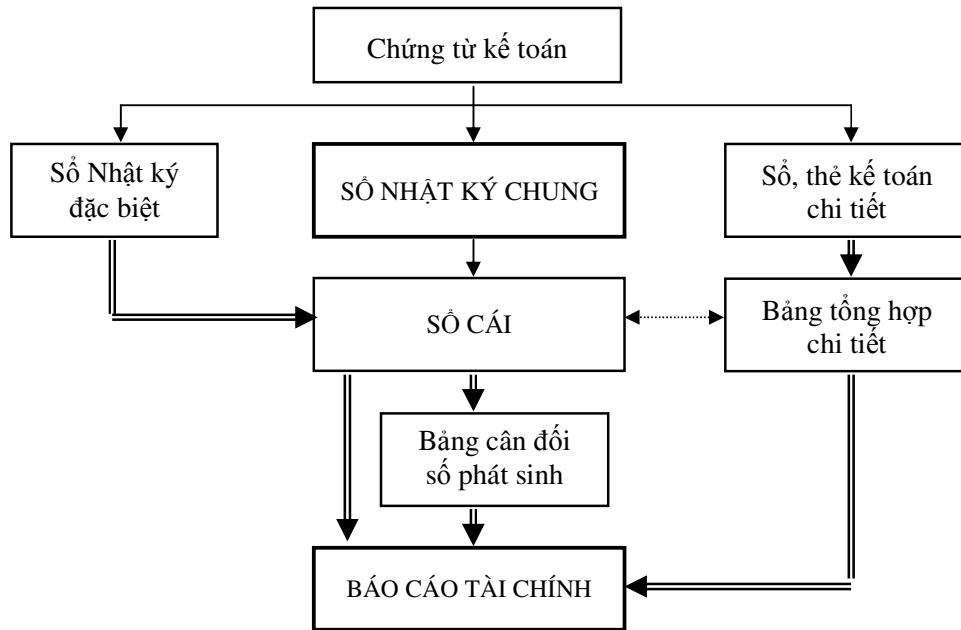 Chứng từ kế toán
Sổ Nhật ký
đặc biệt
SỔ NHẬT KÝ CHUNG
Sổ, thẻ kế toán
chi tiết
SỔ CÁI
Bảng tổng hợp
chi tiết
Bảng cân đối
số phát sinh
BÁO CÁO TÀI CHÍNH